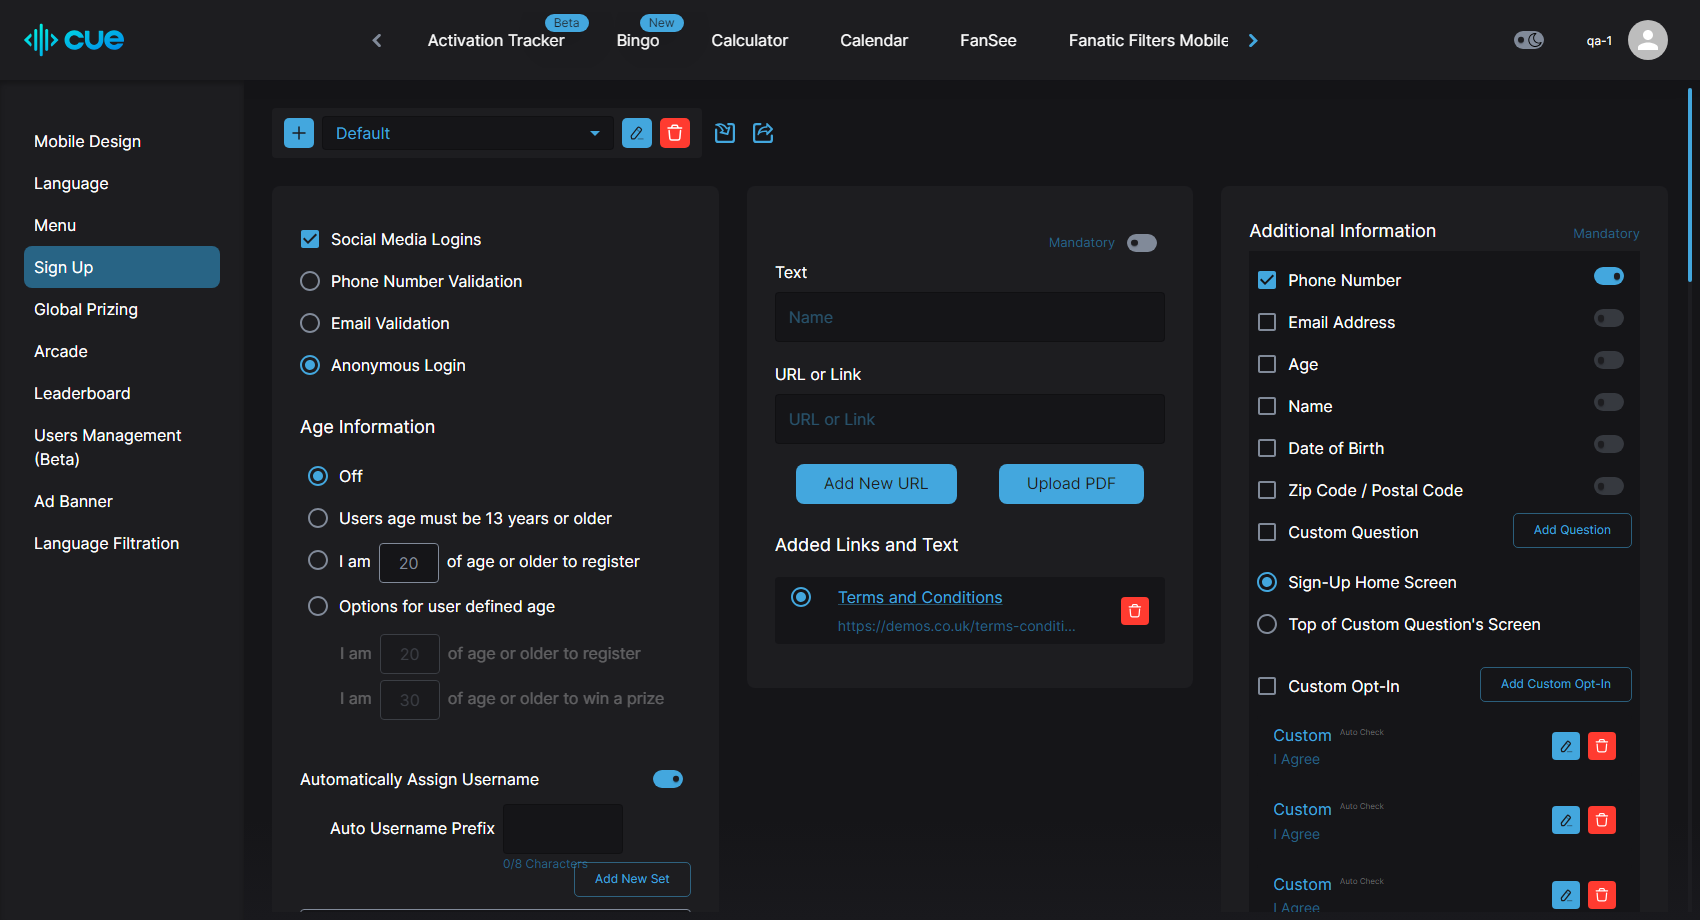 cue
Activation Tracker
Beta
Bingo
New
Calculator
Calendar
FanSee
Fanatic Filters Mobile
qa-1
Mobile Design
Language
Menu
Sign Up
Global Prizing
Arcade
Leaderboard
Users Management
(Beta)
Ad Banner
Language Filtration
Default
Social Media Logins
Phone Number Validation
Email Validation
Anonymous Login
Age Information
Off
Users age must be 13 years or older
I am 20 of age or older to register
Options for user defined age
I am 20 of age or older to register
I am 30 of age or older to win a prize
Automatically Assign Username
Auto Username Prefix
0/8 Characters
Add New Set
Mandatory
Text
Name
URL or Link
URL or Link
Add New URL
Upload PDF
Added Links and Text
Terms and Conditions
https://demos.co.uk/terms-conditi...
Additional Information
Mandatory
Phone Number
Email Address
Age
Name
Date of Birth
Zip Code / Postal Code
Custom Question
Add Question
Sign-Up Home Screen
Top of Custom Question's Screen
Custom Opt-In
Add Custom Opt-In
Custom Auto Check
I Agree
Custom Auto Check
I Agree
Custom Auto Check
I Agree